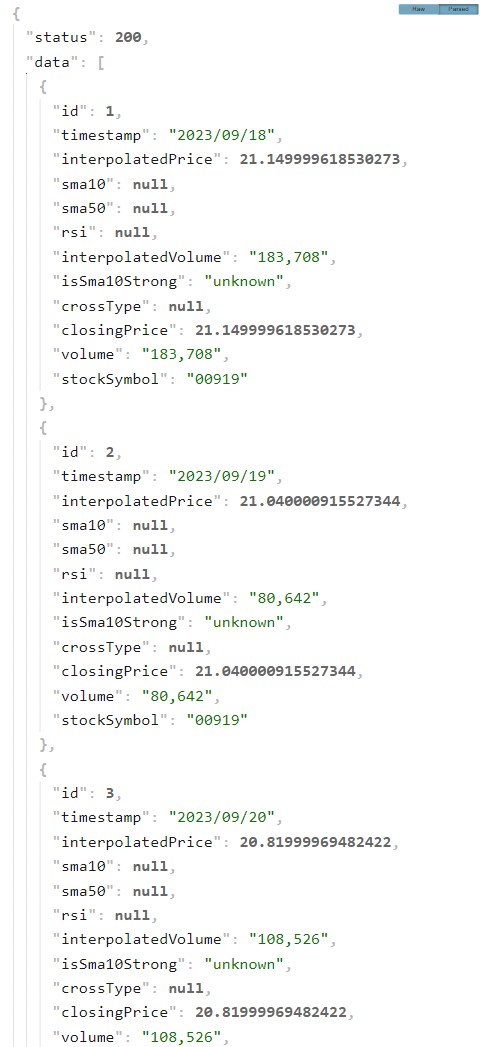 Raw Parsed
{
"status": 200,
"data": [
{
"id": 1,
"timestamp": "2023/09/18",
"interpolatedPrice": 21.149999618530273,
"sma10": null,
"sma50": null,
"rsi": null,
"interpolatedVolume": "183,708",
"isSma10Strong": "unknown",
"crossType": null,
"closingPrice": 21.149999618530273,
"volume": "183,708",
"stockSymbol": "00919"
},
{
"id": 2,
"timestamp": "2023/09/19",
"interpolatedPrice": 21.040000915527344,
"sma10": null,
"sma50": null,
"rsi": null,
"interpolatedVolume": "80,642",
"isSma10Strong": "unknown",
"crossType": null,
"closingPrice": 21.040000915527344,
"volume": "80,642",
"stockSymbol": "00919"
},
{
"id": 3,
"timestamp": "2023/09/20",
"interpolatedPrice": 20.81999969482422,
"sma10": null,
"sma50": null,
"rsi": null,
"interpolatedVolume": "108,526",
"isSma10Strong": "unknown",
"crossType": null,
"closingPrice": 20.81999969482422,
"volume": "108,526",